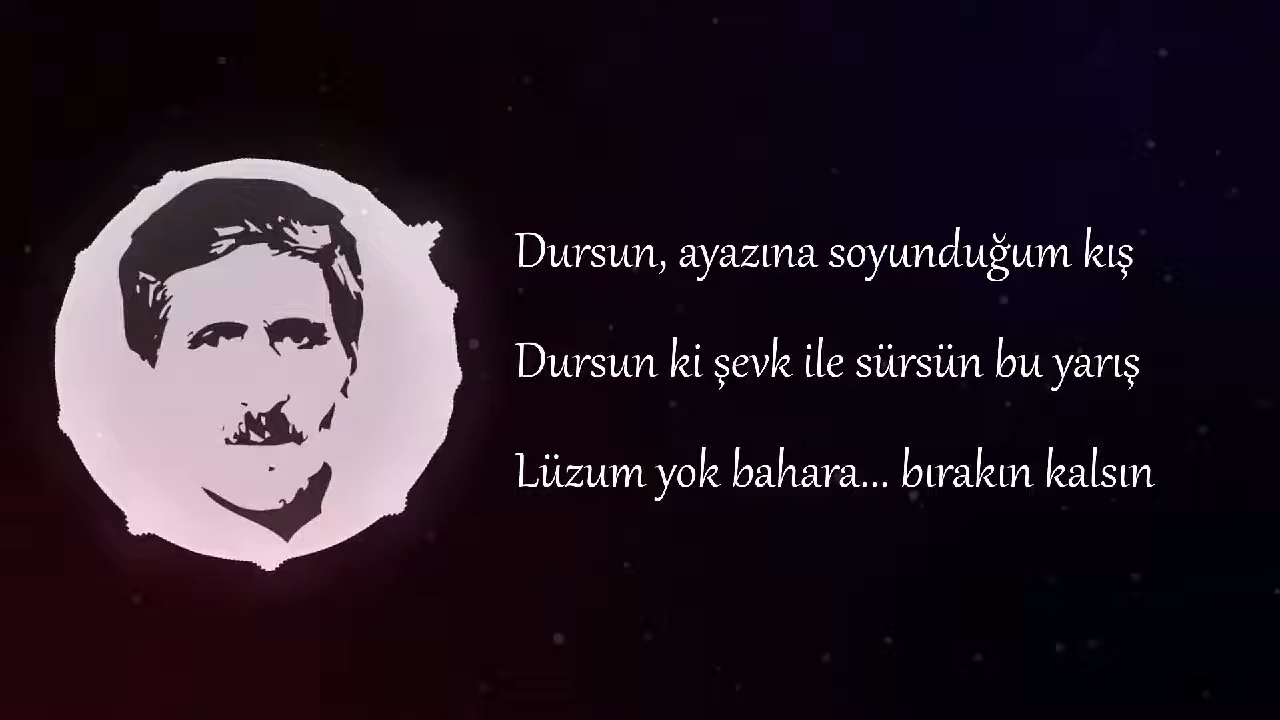 Dursun, ayazına soyunduğum kış
Dursun ki şevk ile sürsün bu yarış
Lüzum yok bahara... bırakın kalsın